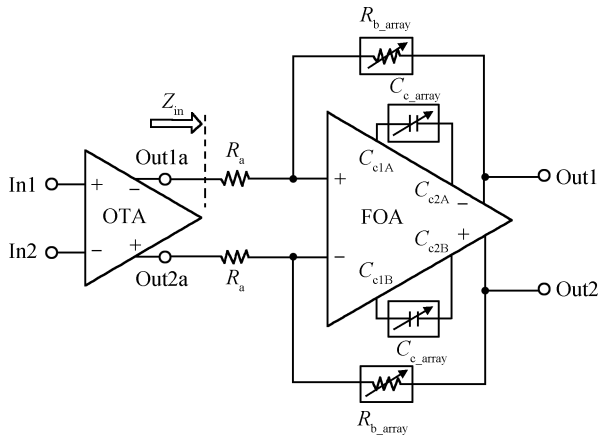 R_b_array
C_c_array
Z_in
Out1a
R_a
In1
+
−
OTA
+
C_c1A
C_c2A
−
Out1
FOA
In2
−
+
Out2a
R_a
−
C_c1B
C_c2B
+
Out2
C_c_array
R_b_array